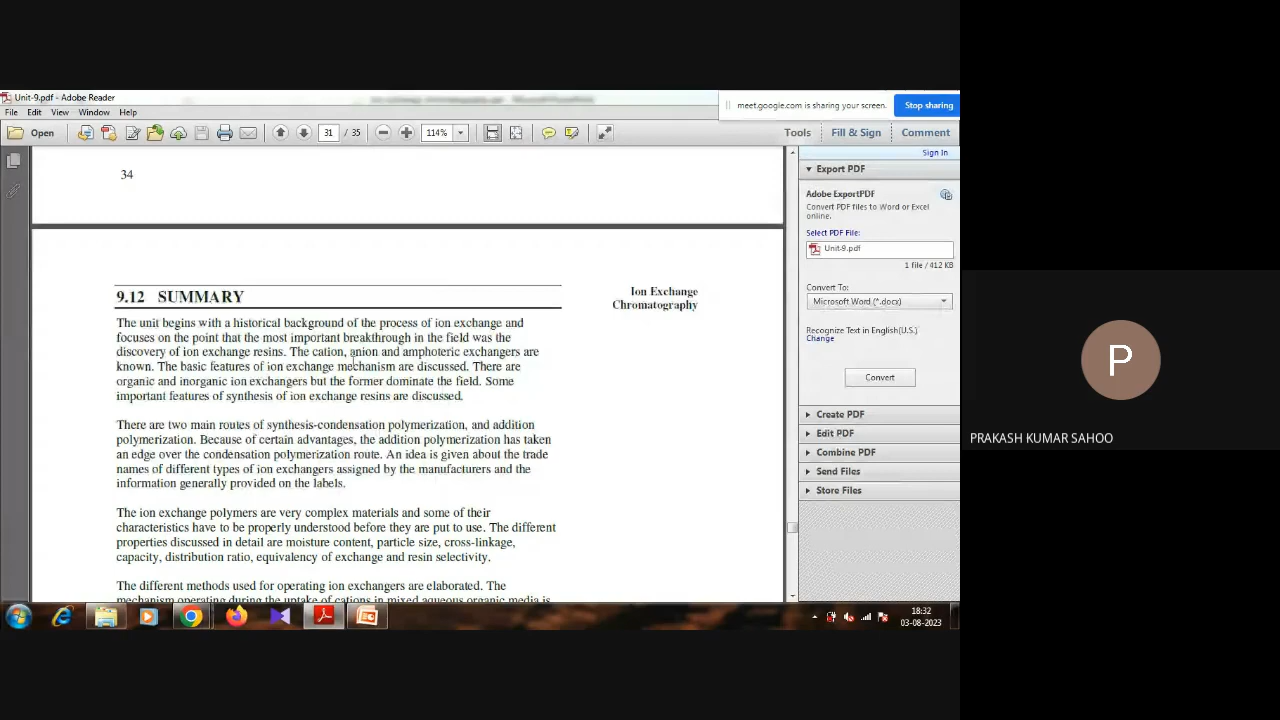 Unit-9.pdf - Adobe Reader
meet.google.com is sharing your screen.
Stop sharing
File Edit View Window Help
Open
31 / 35
114%
Tools
Fill & Sign
Comment
Sign In
34
9.12 SUMMARY
Ion Exchange
Chromatography
The unit begins with a historical background of the process of ion exchange and
focuses on the point that the most important breakthrough in the field was the
discovery of ion exchange resins. The cation, anion and amphoteric exchangers are
known. The basic features of ion exchange mechanism are discussed. There are
organic and inorganic ion exchangers but the former dominate the field. Some
important features of synthesis of ion exchange resins are discussed.
There are two main routes of synthesis-condensation polymerization, and addition
polymerization. Because of certain advantages, the addition polymerization has taken
an edge over the condensation polymerization route. An idea is given about the trade
names of different types of ion exchangers assigned by the manufacturers and the
information generally provided on the labels.
The ion exchange polymers are very complex materials and some of their
characteristics have to be properly understood before they are put to use. The different
properties discussed in detail are moisture content, particle size, cross-linkage,
capacity, distribution ratio, equivalency of exchange and resin selectivity.
The different methods used for operating ion exchangers are elaborated. The
mechanism operating during the uptake of cations in mixed aqueous organic media is
Export PDF
Adobe ExportPDF
Convert PDF files to Word or Excel
online.
Select PDF File:
Unit-9.pdf
1 file / 412 KB
Convert To:
Microsoft Word (*.docx)
Recognize Text in English(U.S.)
Change
Convert
Create PDF
Edit PDF
Combine PDF
Send Files
Store Files
18:32
03-08-2023
P
PRAKASH KUMAR SAHOO